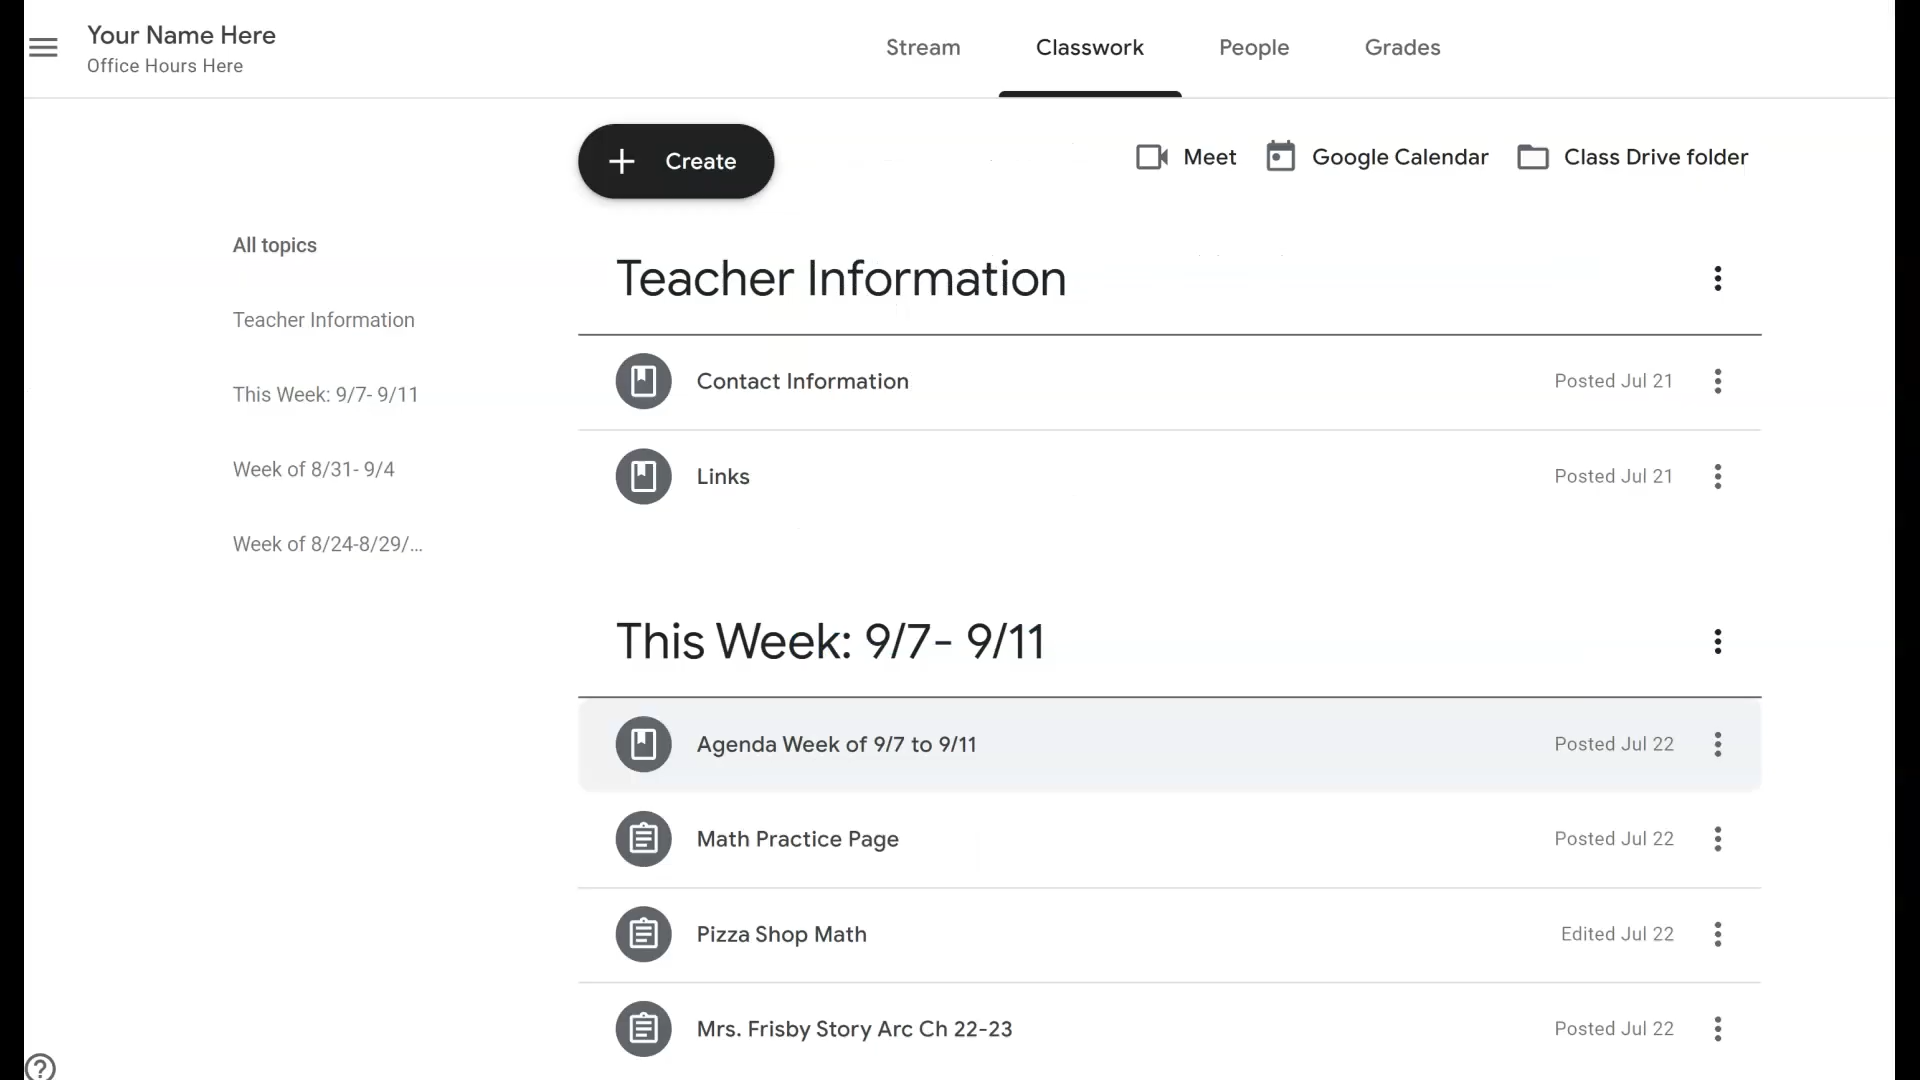 Your Name Here
Office Hours Here
Stream
Classwork
People
Grades
Create
Meet
Google Calendar
Class Drive folder
All topics
Teacher Information
This Week: 9/7- 9/11
Week of 8/31- 9/4
Week of 8/24-8/29/...
Teacher Information
Contact Information
Posted Jul 21
Links
Posted Jul 21
This Week: 9/7- 9/11
Agenda Week of 9/7 to 9/11
Posted Jul 22
Math Practice Page
Posted Jul 22
Pizza Shop Math
Edited Jul 22
Mrs. Frisby Story Arc Ch 22-23
Posted Jul 22